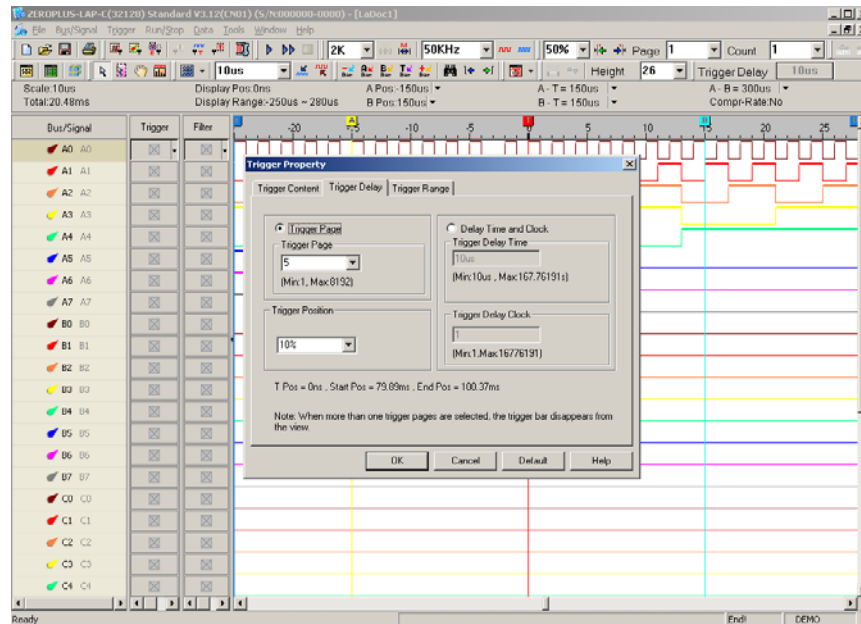 ZEROPLUS-LAP-C(32128) Standard V3.12(CN01) (S/N:000000-0000) - [LaDoc1]
File Bus/Signal Trigger Run/Stop Data Tools Window Help
2K 50KHz 50% Page 1 Count 1
10us Height 26 Trigger Delay 10us
Scale:10us Display Pos:0ns A Pos:-150us A - T = 150us A - B = 300us
Total:20.48ms Display Range:-250us ~ 280us B Pos:150us B - T = 150us Compr-Rate:No
Bus/Signal Trigger Filter -20 -15 -10 -5 5 10 15 20 25
A T B
A0 A0
A1 A1
A2 A2
A3 A3
A4 A4
A5 A5
A6 A6
A7 A7
B0 B0
B1 B1
B2 B2
B3 B3
B4 B4
B5 B5
B6 B6
B7 B7
C0 C0
C1 C1
C2 C2
C3 C3
C4 C4
Trigger Property
Trigger Content Trigger Delay Trigger Range
Trigger Page
Trigger Page
5
(Min:1, Max:8192)
Delay Time and Clock
Trigger Delay Time
10us
(Min:10us , Max:167.76191s)
Trigger Position
10%
Trigger Delay Clock
1
(Min:1,Max:16776191)
T Pos = 0ns , Start Pos = 79.89ms , End Pos = 100.37ms
Note: When more than one trigger pages are selected, the trigger bar disappears from
the view.
OK Cancel Default Help
Ready End! DEMO